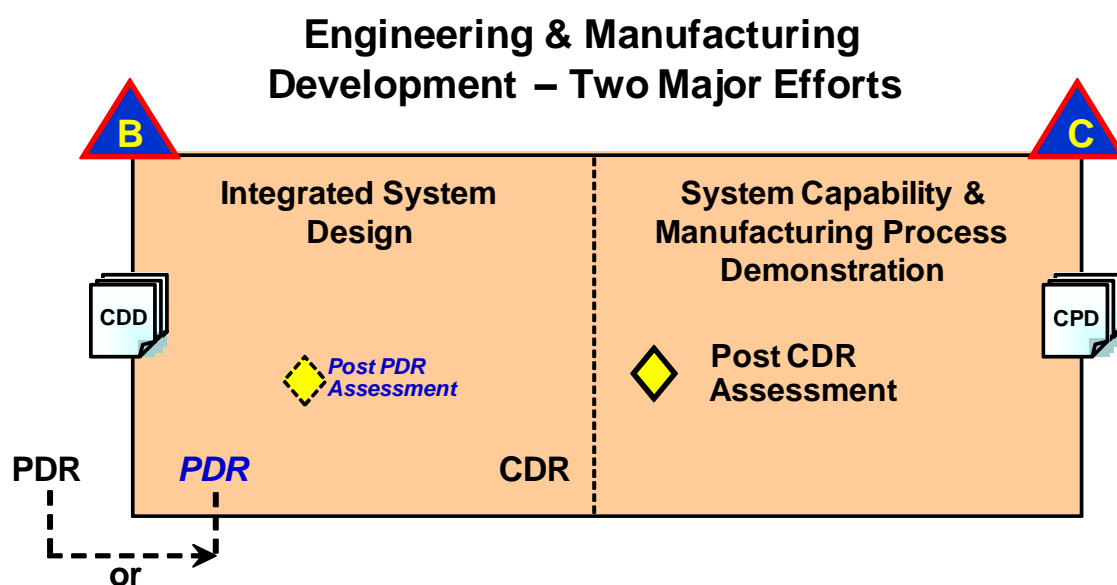 Engineering & Manufacturing
Development – Two Major Efforts
B
C
Integrated System
Design
System Capability &
Manufacturing Process
Demonstration
CDD
CPD
Post PDR
Assessment
Post CDR
Assessment
PDR
PDR
CDR
or